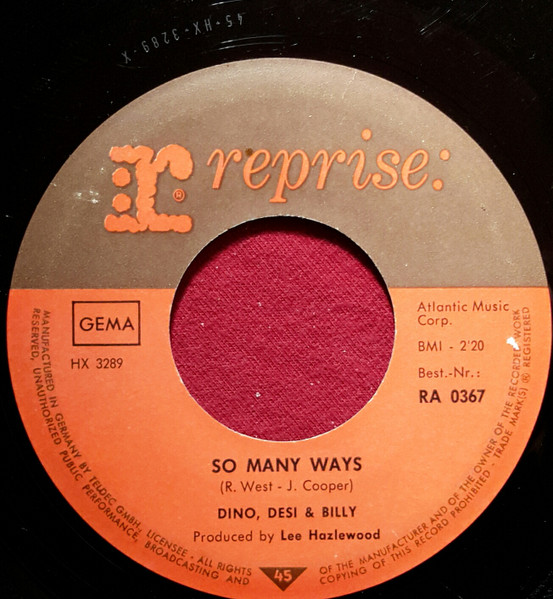 45-HX-3289-X
r® reprise:
GEMA
HX 3289
Atlantic Music
Corp.
BMI - 2'20
Best.-Nr.:
RA 0367
SO MANY WAYS
(R. West - J. Cooper)
DINO, DESI & BILLY
Produced by Lee Hazlewood
MANUFACTURED IN GERMANY BY TELDEC GMBH, LICENSEE - ALL RIGHTS
OF THE MANUFACTURER AND OF THE OWNER OF THE RECORDED WORK
RESERVED, UNAUTHORIZED PUBLIC PERFORMANCE, BROADCASTING AND
COPYING OF THIS RECORD PROHIBITED - TRADE MARK(S) ® REGISTERED
45